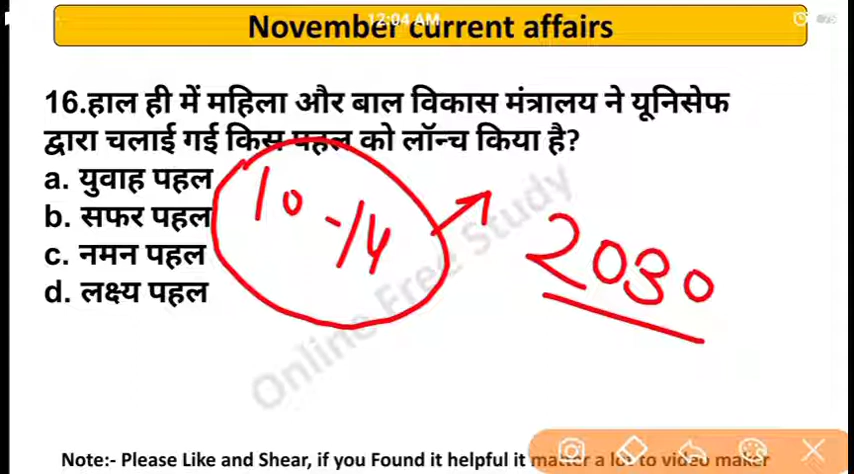 November current affairs
12:04 AM
16.हाल ही में महिला और बाल विकास मंत्रालय ने यूनिसेफ
द्वारा चलाई गई किस पहल को लॉन्च किया है?
a. युवाह पहल
b. सफर पहल
c. नमन पहल
d. लक्ष्य पहल
10 -14
2030
Online Free Study
Note:- Please Like and Shear, if you Found it helpful it matter a lot to video maker